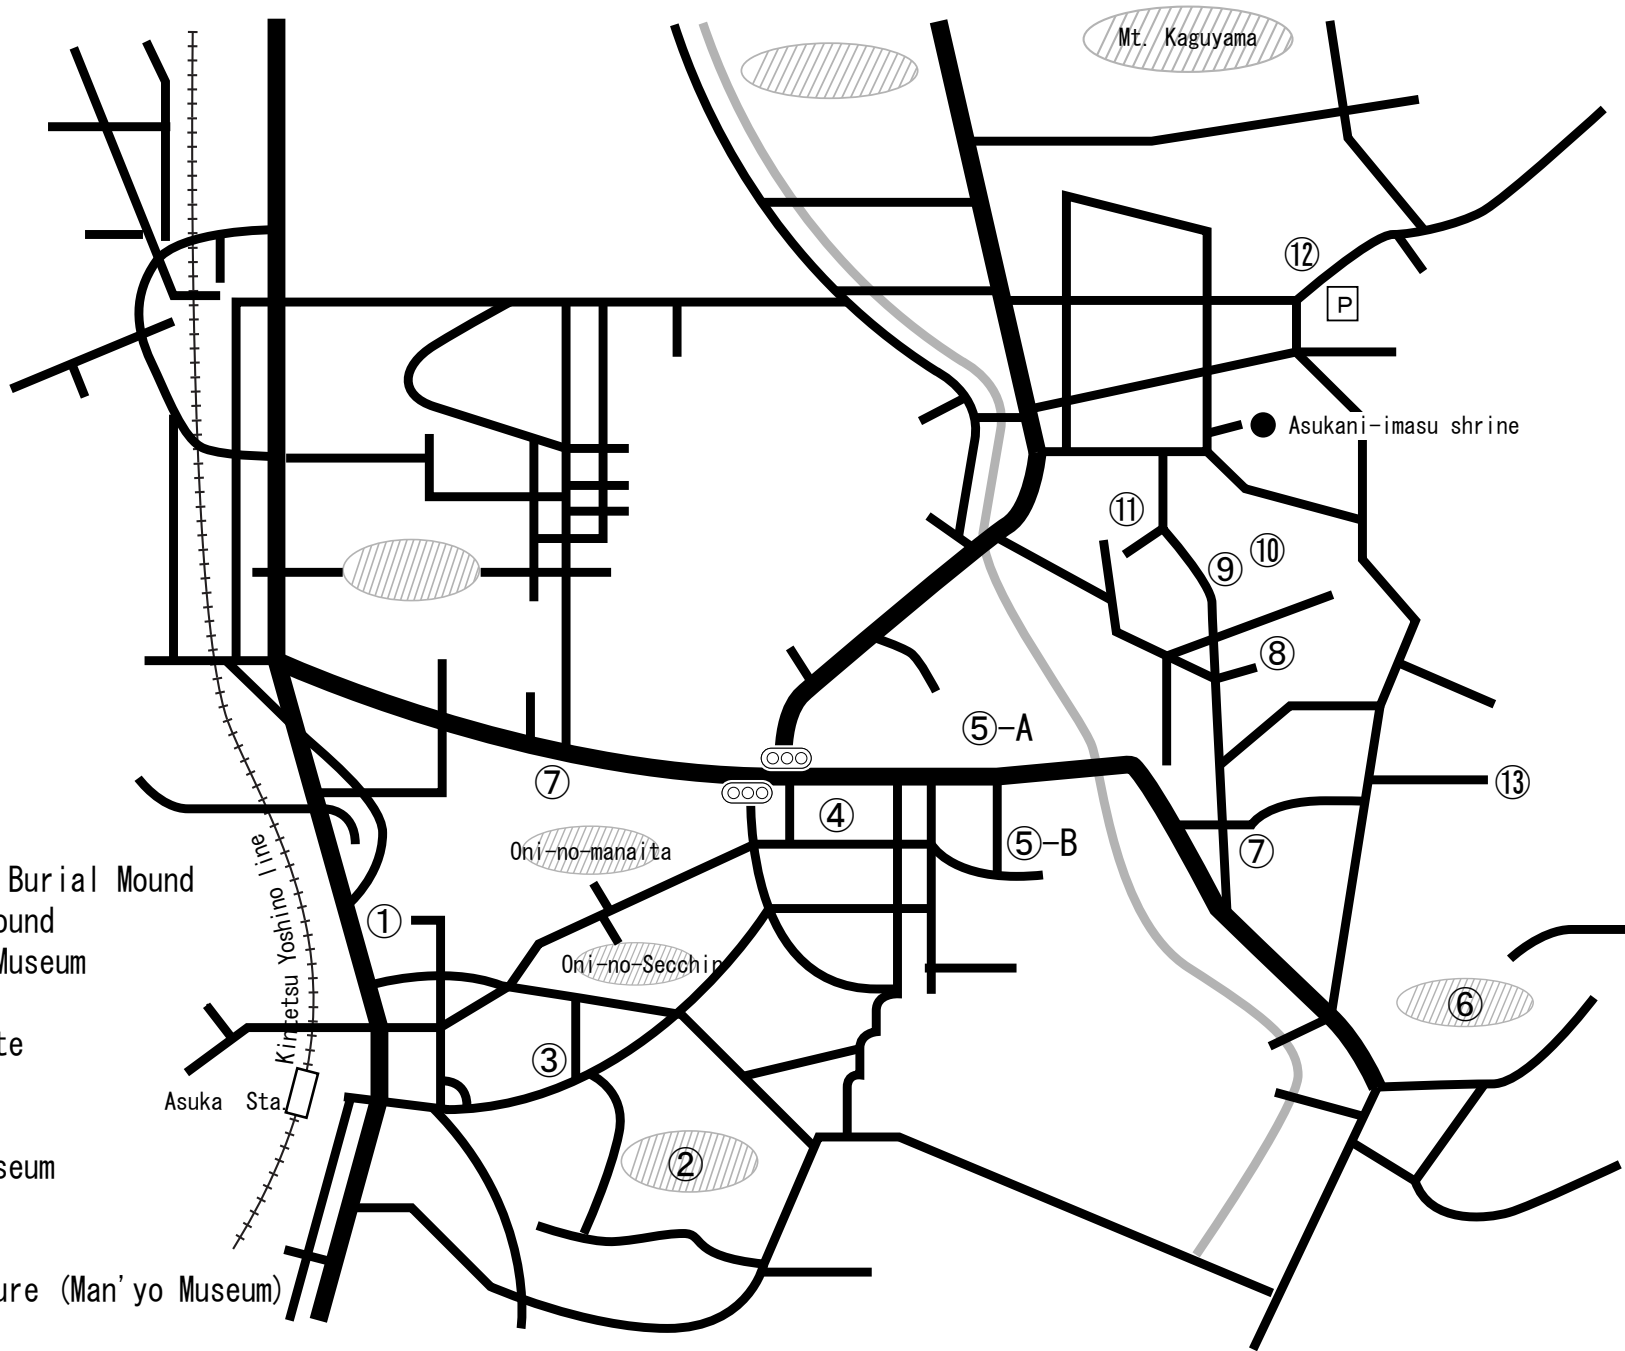 Mt. Kaguyama
⑫
P
Asukani-imasu shrine
⑪
⑩
⑨
⑧
⑤-A
⑦
⑬
④
⑤-B
Oni-no-manaita
⑦
Kintetsu Yoshino line
Burial Mound
①
ound
Museum
Oni-no-Secchin
⑥
te
③
Asuka Sta.
②
seum
ure (Man'yo Museum)